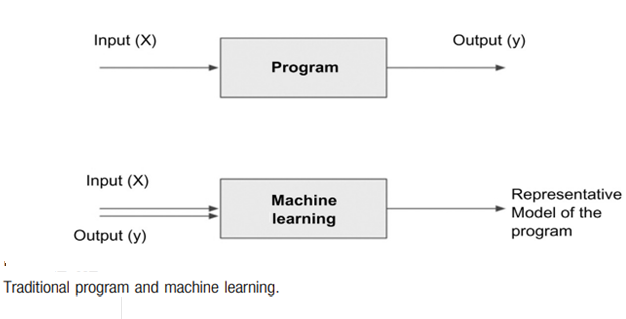 Input (X)
Output (y)
Program
Input (X)
Machine
learning
Output (y)
Representative
Model of the
program
Traditional program and machine learning.